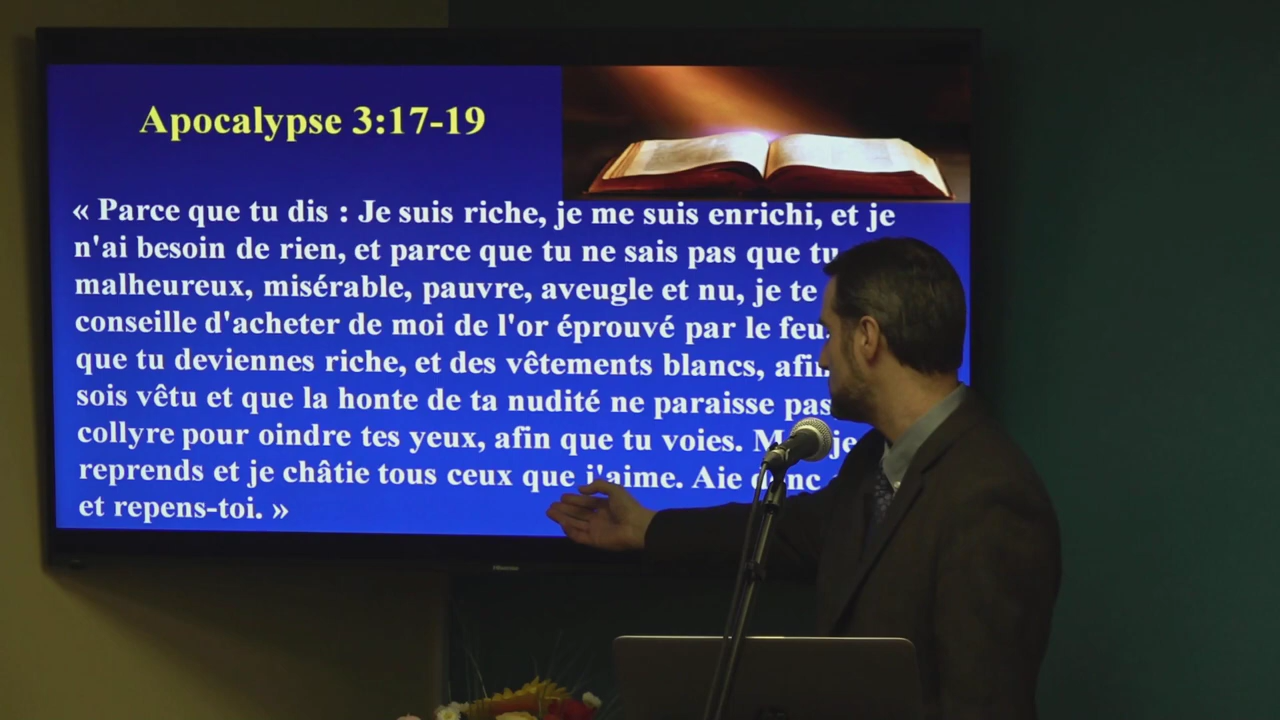 Apocalypse 3:17-19
« Parce que tu dis : Je suis riche, je me suis enrichi, et je
n'ai besoin de rien, et parce que tu ne sais pas que tu
malheureux, misérable, pauvre, aveugle et nu, je te
conseille d'acheter de moi de l'or éprouvé par le feu
que tu deviennes riche, et des vêtements blancs, afin
sois vêtu et que la honte de ta nudité ne paraisse pas
collyre pour oindre tes yeux, afin que tu voies. je
reprends et je châtie tous ceux que j'aime. Aie donc
et repens-toi. »
Hisense